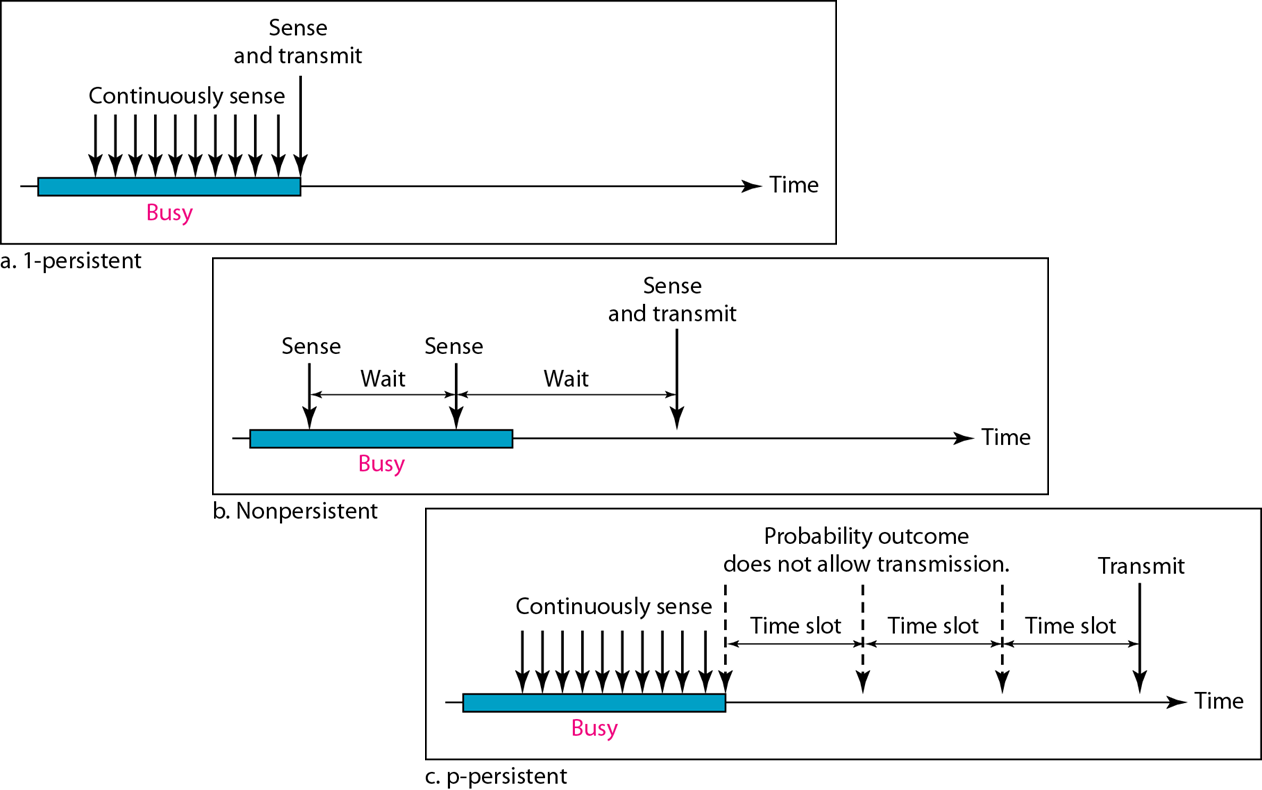 Sense
and transmit
Continuously sense
Time
Busy
a. 1-persistent
Sense
and transmit
Sense
Sense
Wait
Wait
Time
Busy
b. Nonpersistent
Probability outcome
does not allow transmission.
Transmit
Continuously sense
Time slot
Time slot
Time slot
Time
Busy
c. p-persistent